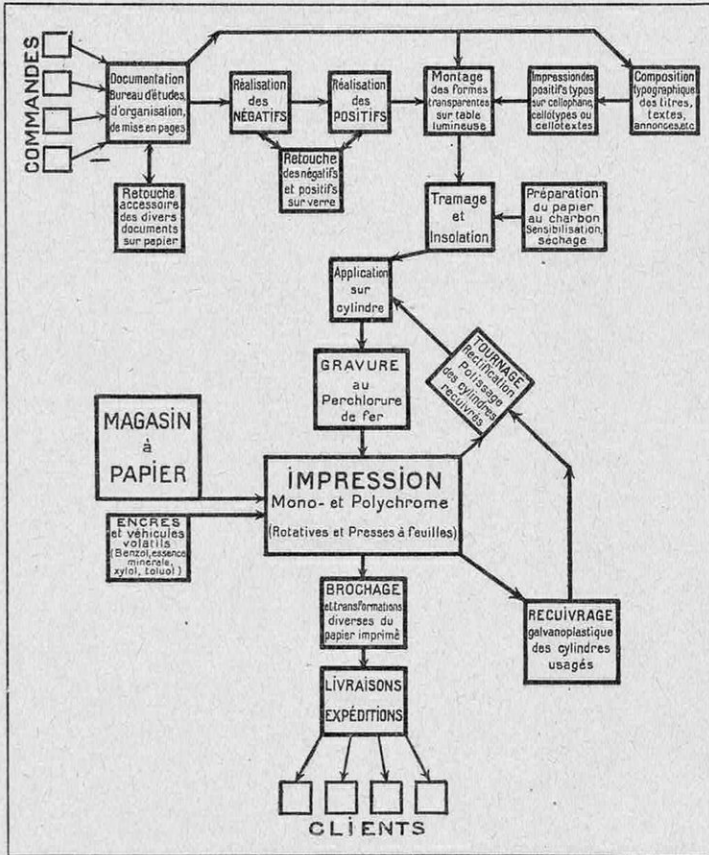 COMMANDES
Documentation
Bureau d'études,
d'organisation,
de mise en pages
Réalisation
des
NÉGATIFS
Réalisation
des
POSITIFS
Montage
des formes
transparentes
sur table
lumineuse
Impression des
positifs typos
sur cellophane,
cellotypes ou
cellotextes
Composition
typographique
des titres,
textes,
annonces, etc
Retouche
accessoire
des divers
documents
sur papier
Retouche
des négatifs
et positifs
sur verre
Tramage
et
Insolation
Préparation
du papier
au charbon
Sensibilisation,
séchage
Application
sur
cylindre
GRAVURE
au
Perchlorure
de fer
TOURNAGE
Rectification
Polissage
des cylindres
recuivrés
MAGASIN
à
PAPIER
IMPRESSION
Mono- et Polychrome
(Rotatives et Presses à feuilles)
ENCRES
et véhicules
volatils
(Benzol, essence
minérale,
xylol, toluol)
BROCHAGE
et transformations
diverses du
papier imprimé
RECUIVRAGE
galvanoplastique
des cylindres
usagés
LIVRAISONS
EXPÉDITIONS
CLIENTS